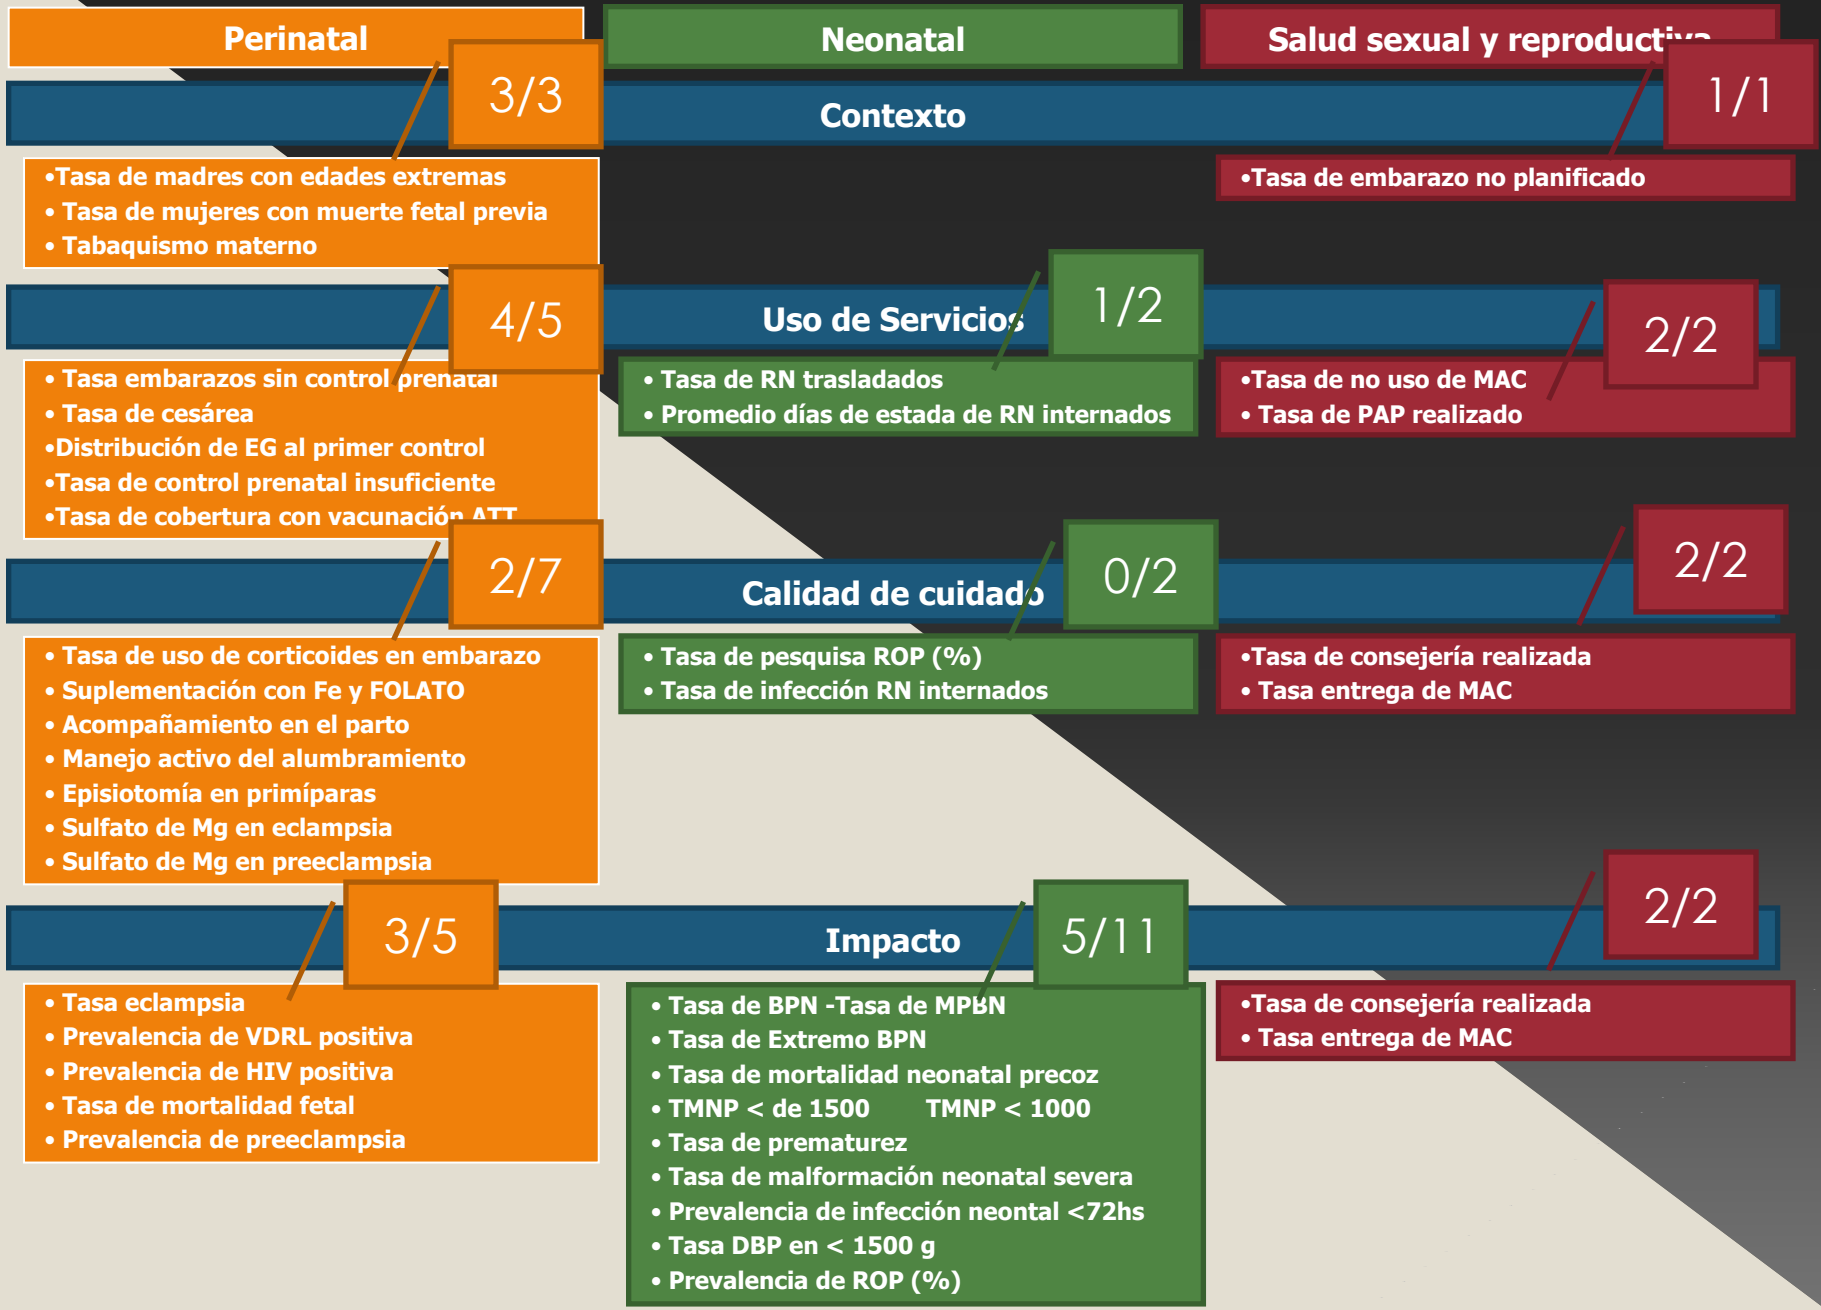 Perinatal
Neonatal
Salud sexual y reproductiva
3/3
1/1
Contexto
•Tasa de madres con edades extremas
• Tasa de mujeres con muerte fetal previa
• Tabaquismo materno
•Tasa de embarazo no planificado
4/5
Uso de Servicios
1/2
2/2
• Tasa embarazos sin control prenatal
• Tasa de cesárea
•Distribución de EG al primer control
•Tasa de control prenatal insuficiente
•Tasa de cobertura con vacunación ATT
• Tasa de RN trasladados
• Promedio días de estada de RN internados
•Tasa de no uso de MAC
• Tasa de PAP realizado
2/7
Calidad de cuidado
0/2
2/2
• Tasa de uso de corticoides en embarazo
• Suplementación con Fe y FOLATO
• Acompañamiento en el parto
• Manejo activo del alumbramiento
• Episiotomía en primíparas
• Sulfato de Mg en eclampsia
• Sulfato de Mg en preeclampsia
• Tasa de pesquisa ROP (%)
• Tasa de infección RN internados
•Tasa de consejería realizada
• Tasa entrega de MAC
3/5
Impacto
5/11
2/2
• Tasa eclampsia
• Prevalencia de VDRL positiva
• Prevalencia de HIV positiva
• Tasa de mortalidad fetal
• Prevalencia de preeclampsia
• Tasa de BPN -Tasa de MPBN
• Tasa de Extremo BPN
• Tasa de mortalidad neonatal precoz
• TMNP < de 1500 TMNP < 1000
• Tasa de prematurez
• Tasa de malformación neonatal severa
• Prevalencia de infección neontal <72hs
• Tasa DBP en < 1500 g
• Prevalencia de ROP (%)
•Tasa de consejería realizada
• Tasa entrega de MAC